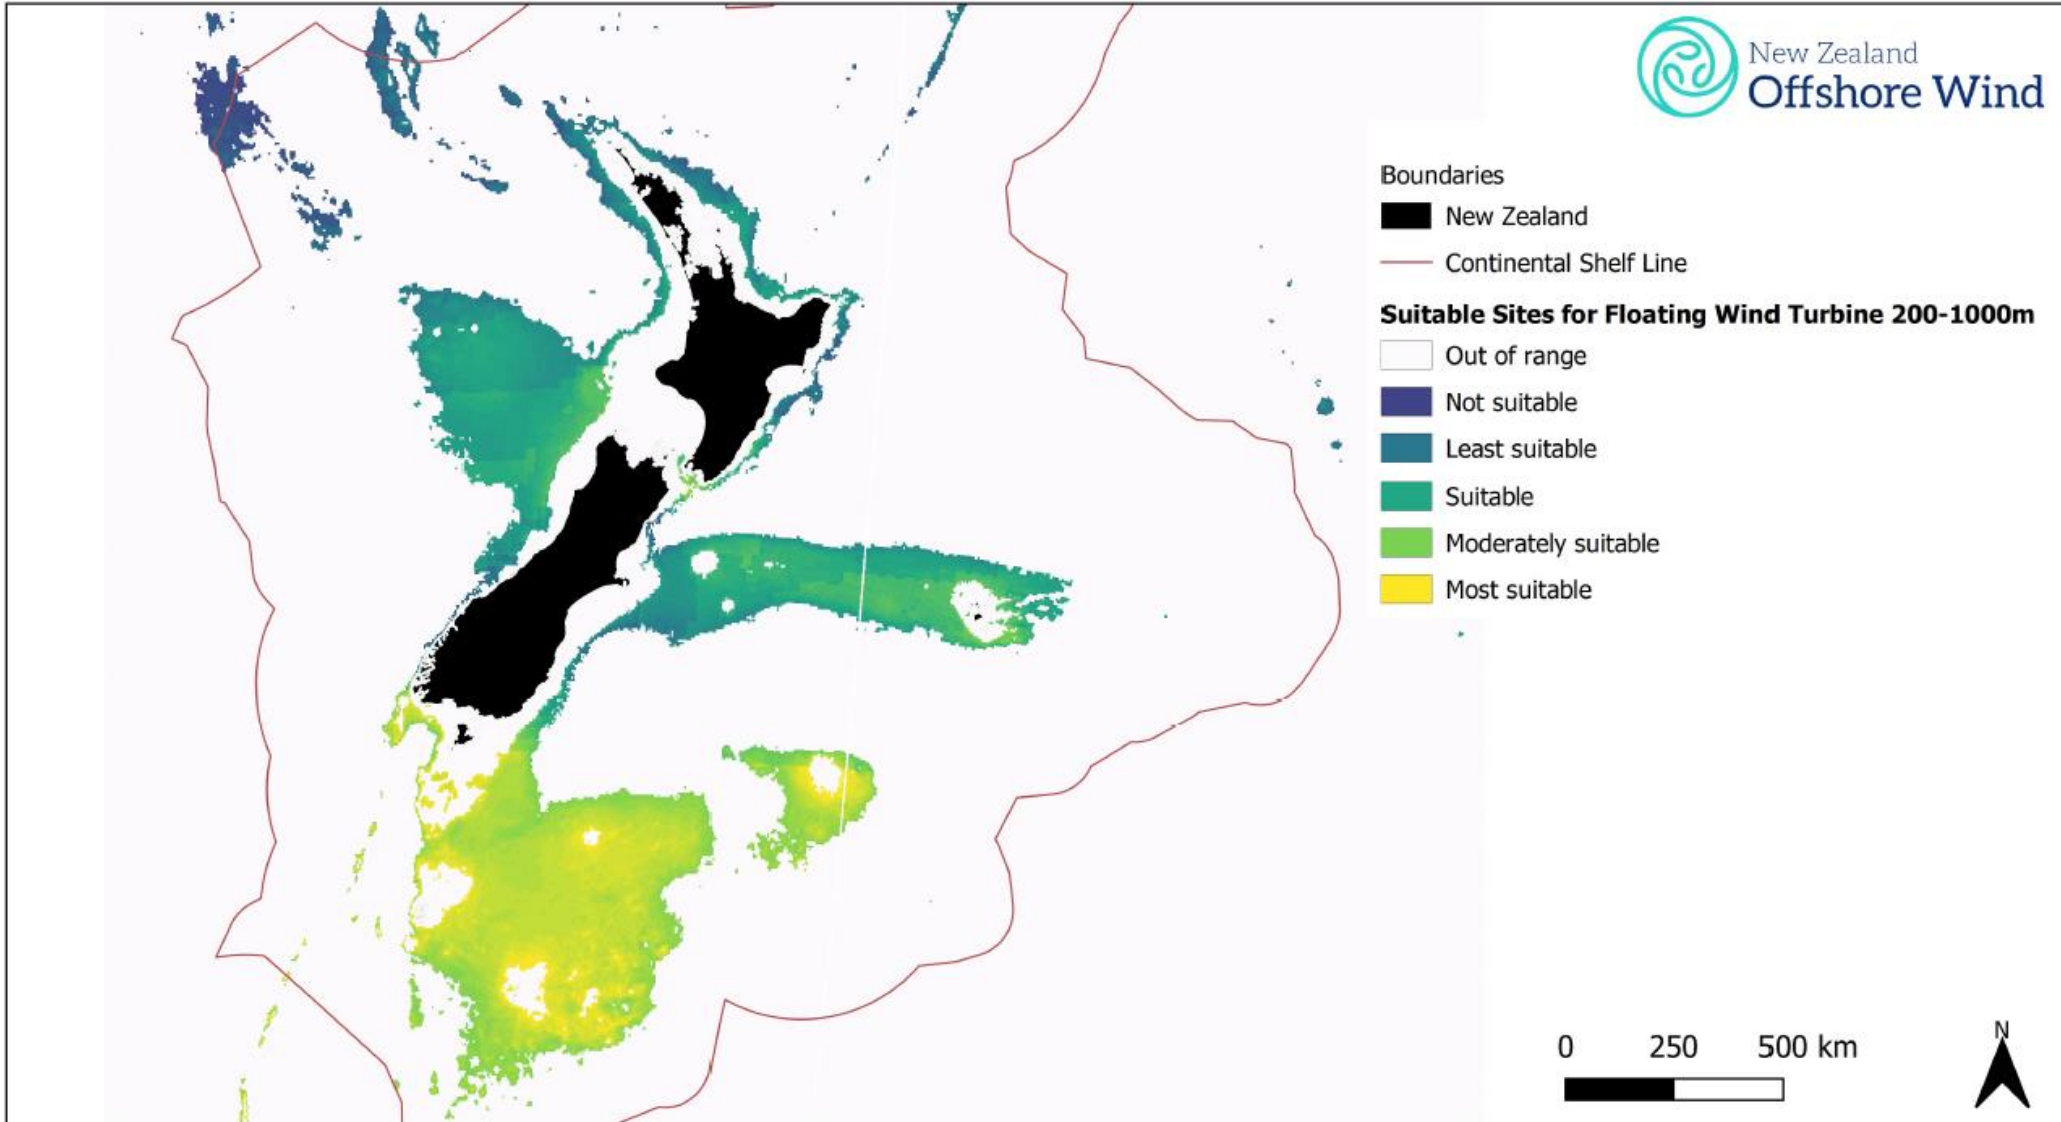 New Zealand
Offshore Wind
Boundaries
New Zealand
Continental Shelf Line
Suitable Sites for Floating Wind Turbine 200-1000m
Out of range
Not suitable
Least suitable
Suitable
Moderately suitable
Most suitable
0 250 500 km
N